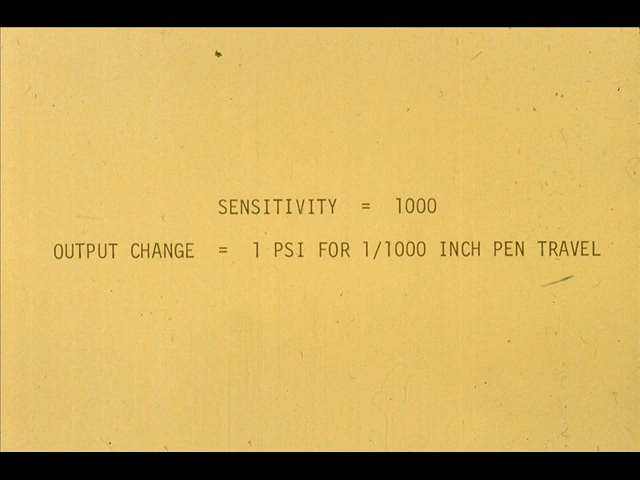 SENSITIVITY = 1000
OUTPUT CHANGE = 1 PSI FOR 1/1000 INCH PEN TRAVEL